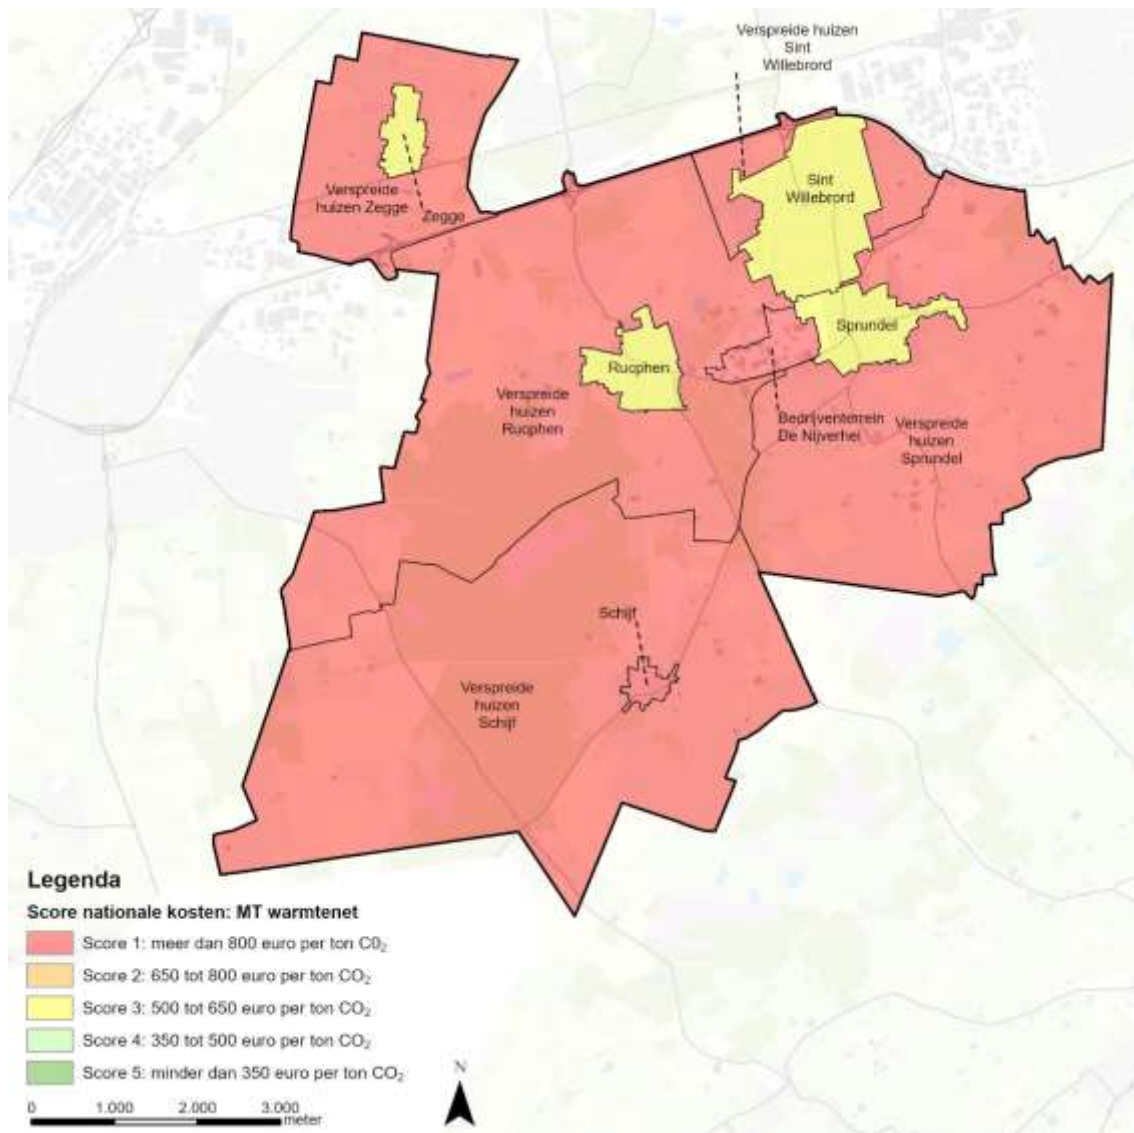 Verspreide huizen
Sint
Willebrord
Sint
Willebrord
Verspreide
huizen Zegge
Zegge
Sprundel
Rucphen
Verspreide
huizen
Rucphen
Bedrijventerrein
De Nijverhei
Verspreide
huizen
Sprundel
Schijf
Verspreide
huizen
Schijf
Legenda
Score nationale kosten: MT warmtenet
Score 1: meer dan 800 euro per ton C0₂
Score 2: 650 tot 800 euro per ton CO₂
Score 3: 500 tot 650 euro per ton CO₂
Score 4: 350 tot 500 euro per ton CO₂
Score 5: minder dan 350 euro per ton CO₂
N
0 1.000 2.000 3.000
meter